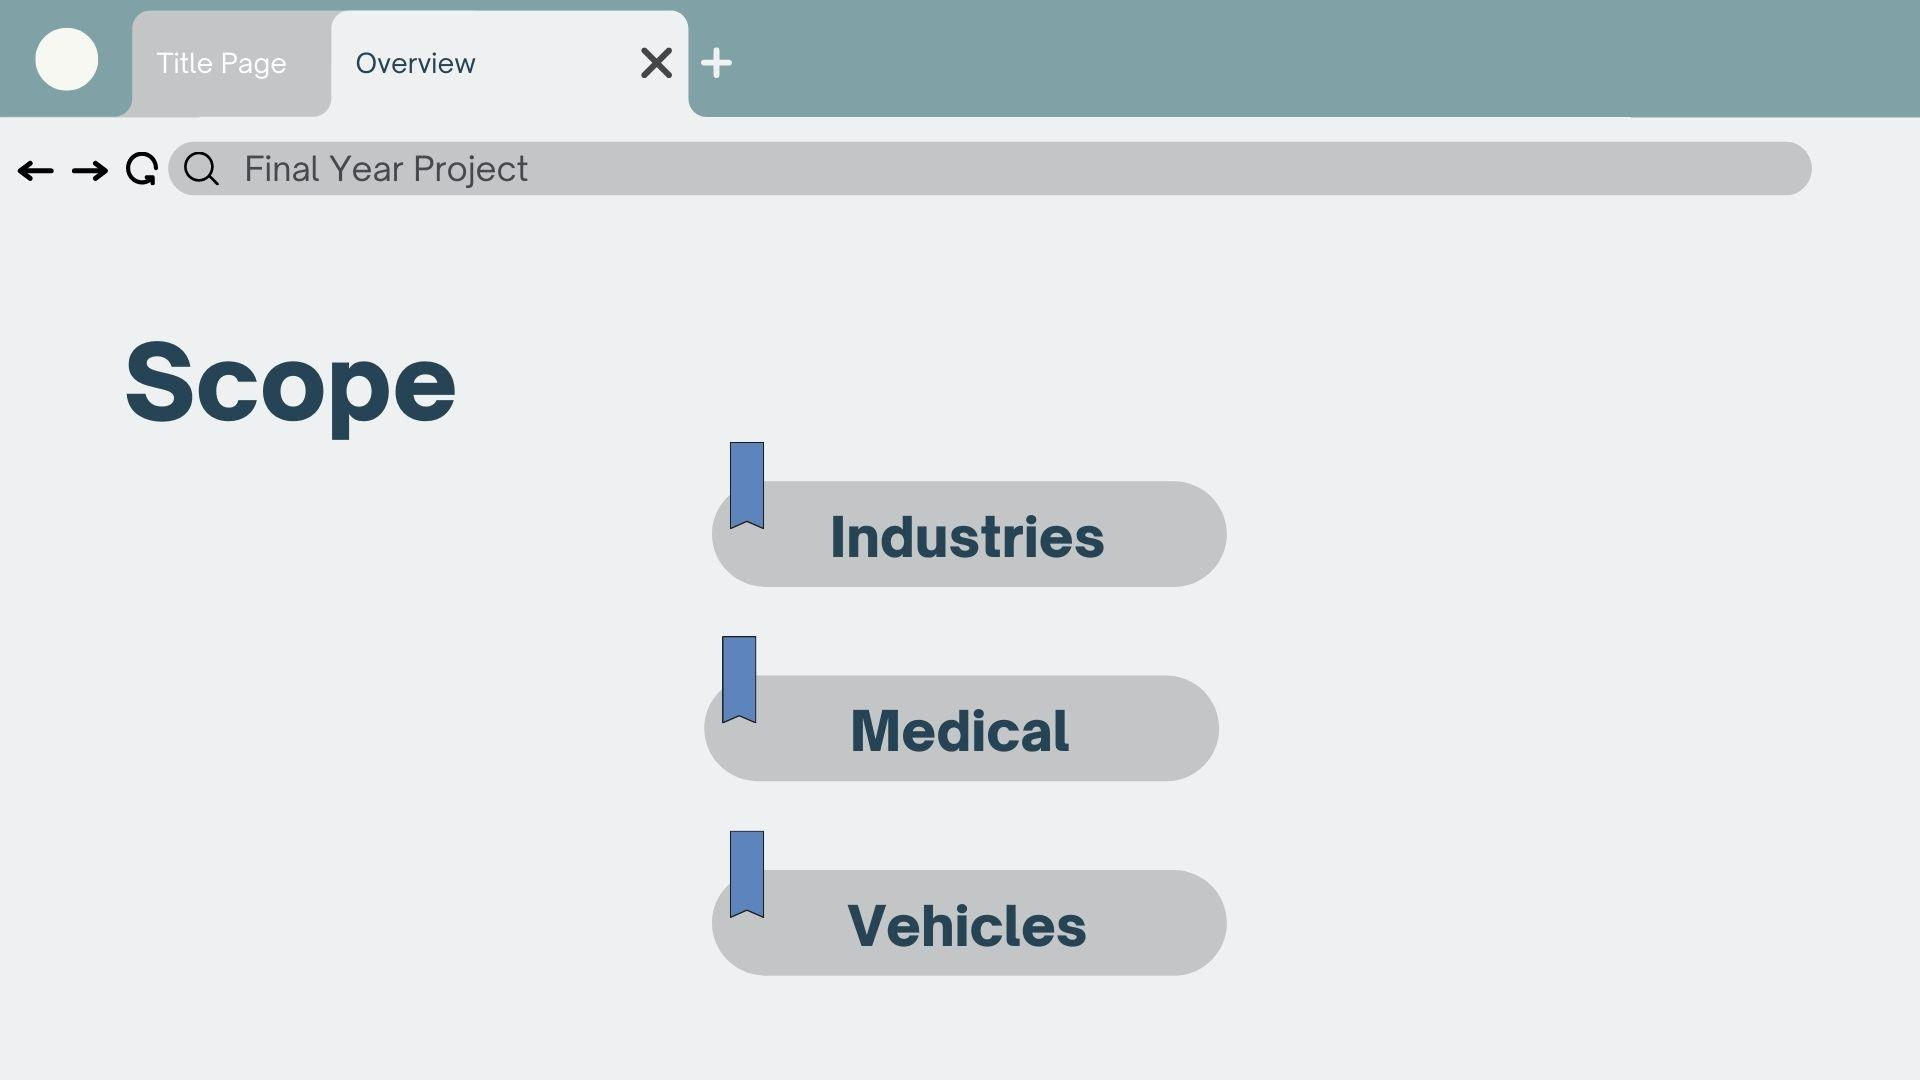 Title Page
Overview
Final Year Project
Scope
Industries
Medical
Vehicles